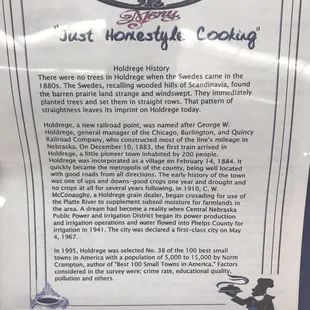 "Just Homestyle Cooking"
Holdrege History
There were no trees in Holdrege when the Swedes came in the
1880s. The Swedes, recalling wooded hills of Scandinavia, found
the barren prairie land strange and windswept. They immediately
planted trees and set them in straight rows. That pattern of
straightness leaves its imprint on Holdrege today.
Holdrege, a new railroad point, was named after George W.
Holdrege, general manager of the Chicago, Burlington, and Quincy
Railroad Company, who constructed most of the line's mileage in
Nebraska. On December 10, 1883, the first train arrived in
Holdrege, a little pioneer town inhabited by 200 people.
Holdrege was incorporated as a village on February 14, 1884. It
quickly became the metropolis of the county, being well located
with good roads from all directions. The early history of the town
was one of ups and downs-good crops one year and drought and
no crops at all for several years following. In 1910, C. W.
McConaughy, a Holdrege grain dealer, began crusading for use of
the Platte River to supplement subsoil moisture for farmlands in
the area. A dream had become a reality when Central Nebraska
Public Power and Irrigation District began its power production
and irrigation operations and water flowed into Phelps County for
irrigation in 1941. The city was declared a first-class city on May
4, 1967.
In 1995, Holdrege was selected No. 38 of the 100 best small
towns in America with a population of 5,000 to 15,000 by Norm
Crampton, author of "Best 100 Small Towns in America." Factors
considered in the survey were; crime rate, educational quality,
pollution and others.